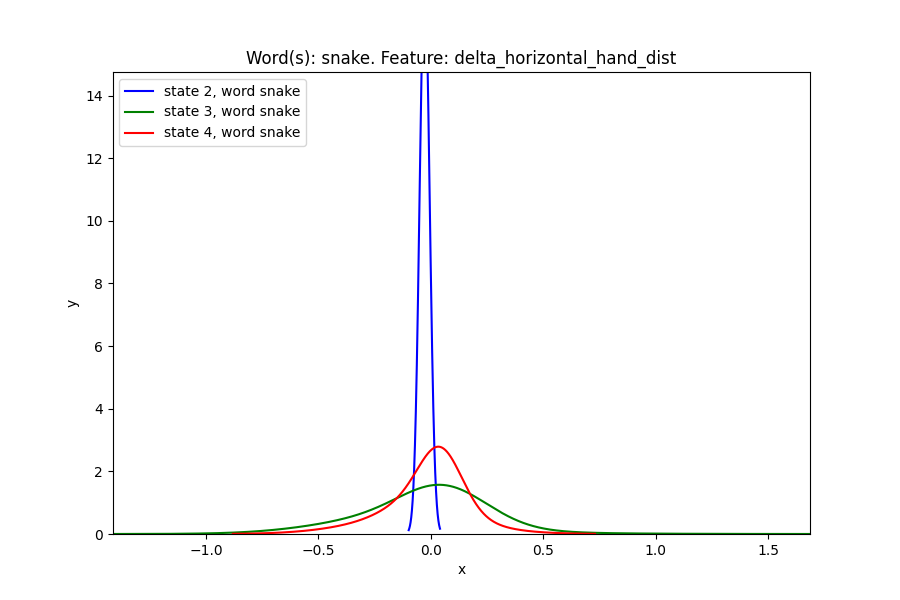 Word(s): snake. Feature: delta_horizontal_hand_dist
state 2, word snake
state 3, word snake
state 4, word snake
14
12
10
8
6
4
2
0
y
−1.0 −0.5 0.0 0.5 1.0 1.5
x